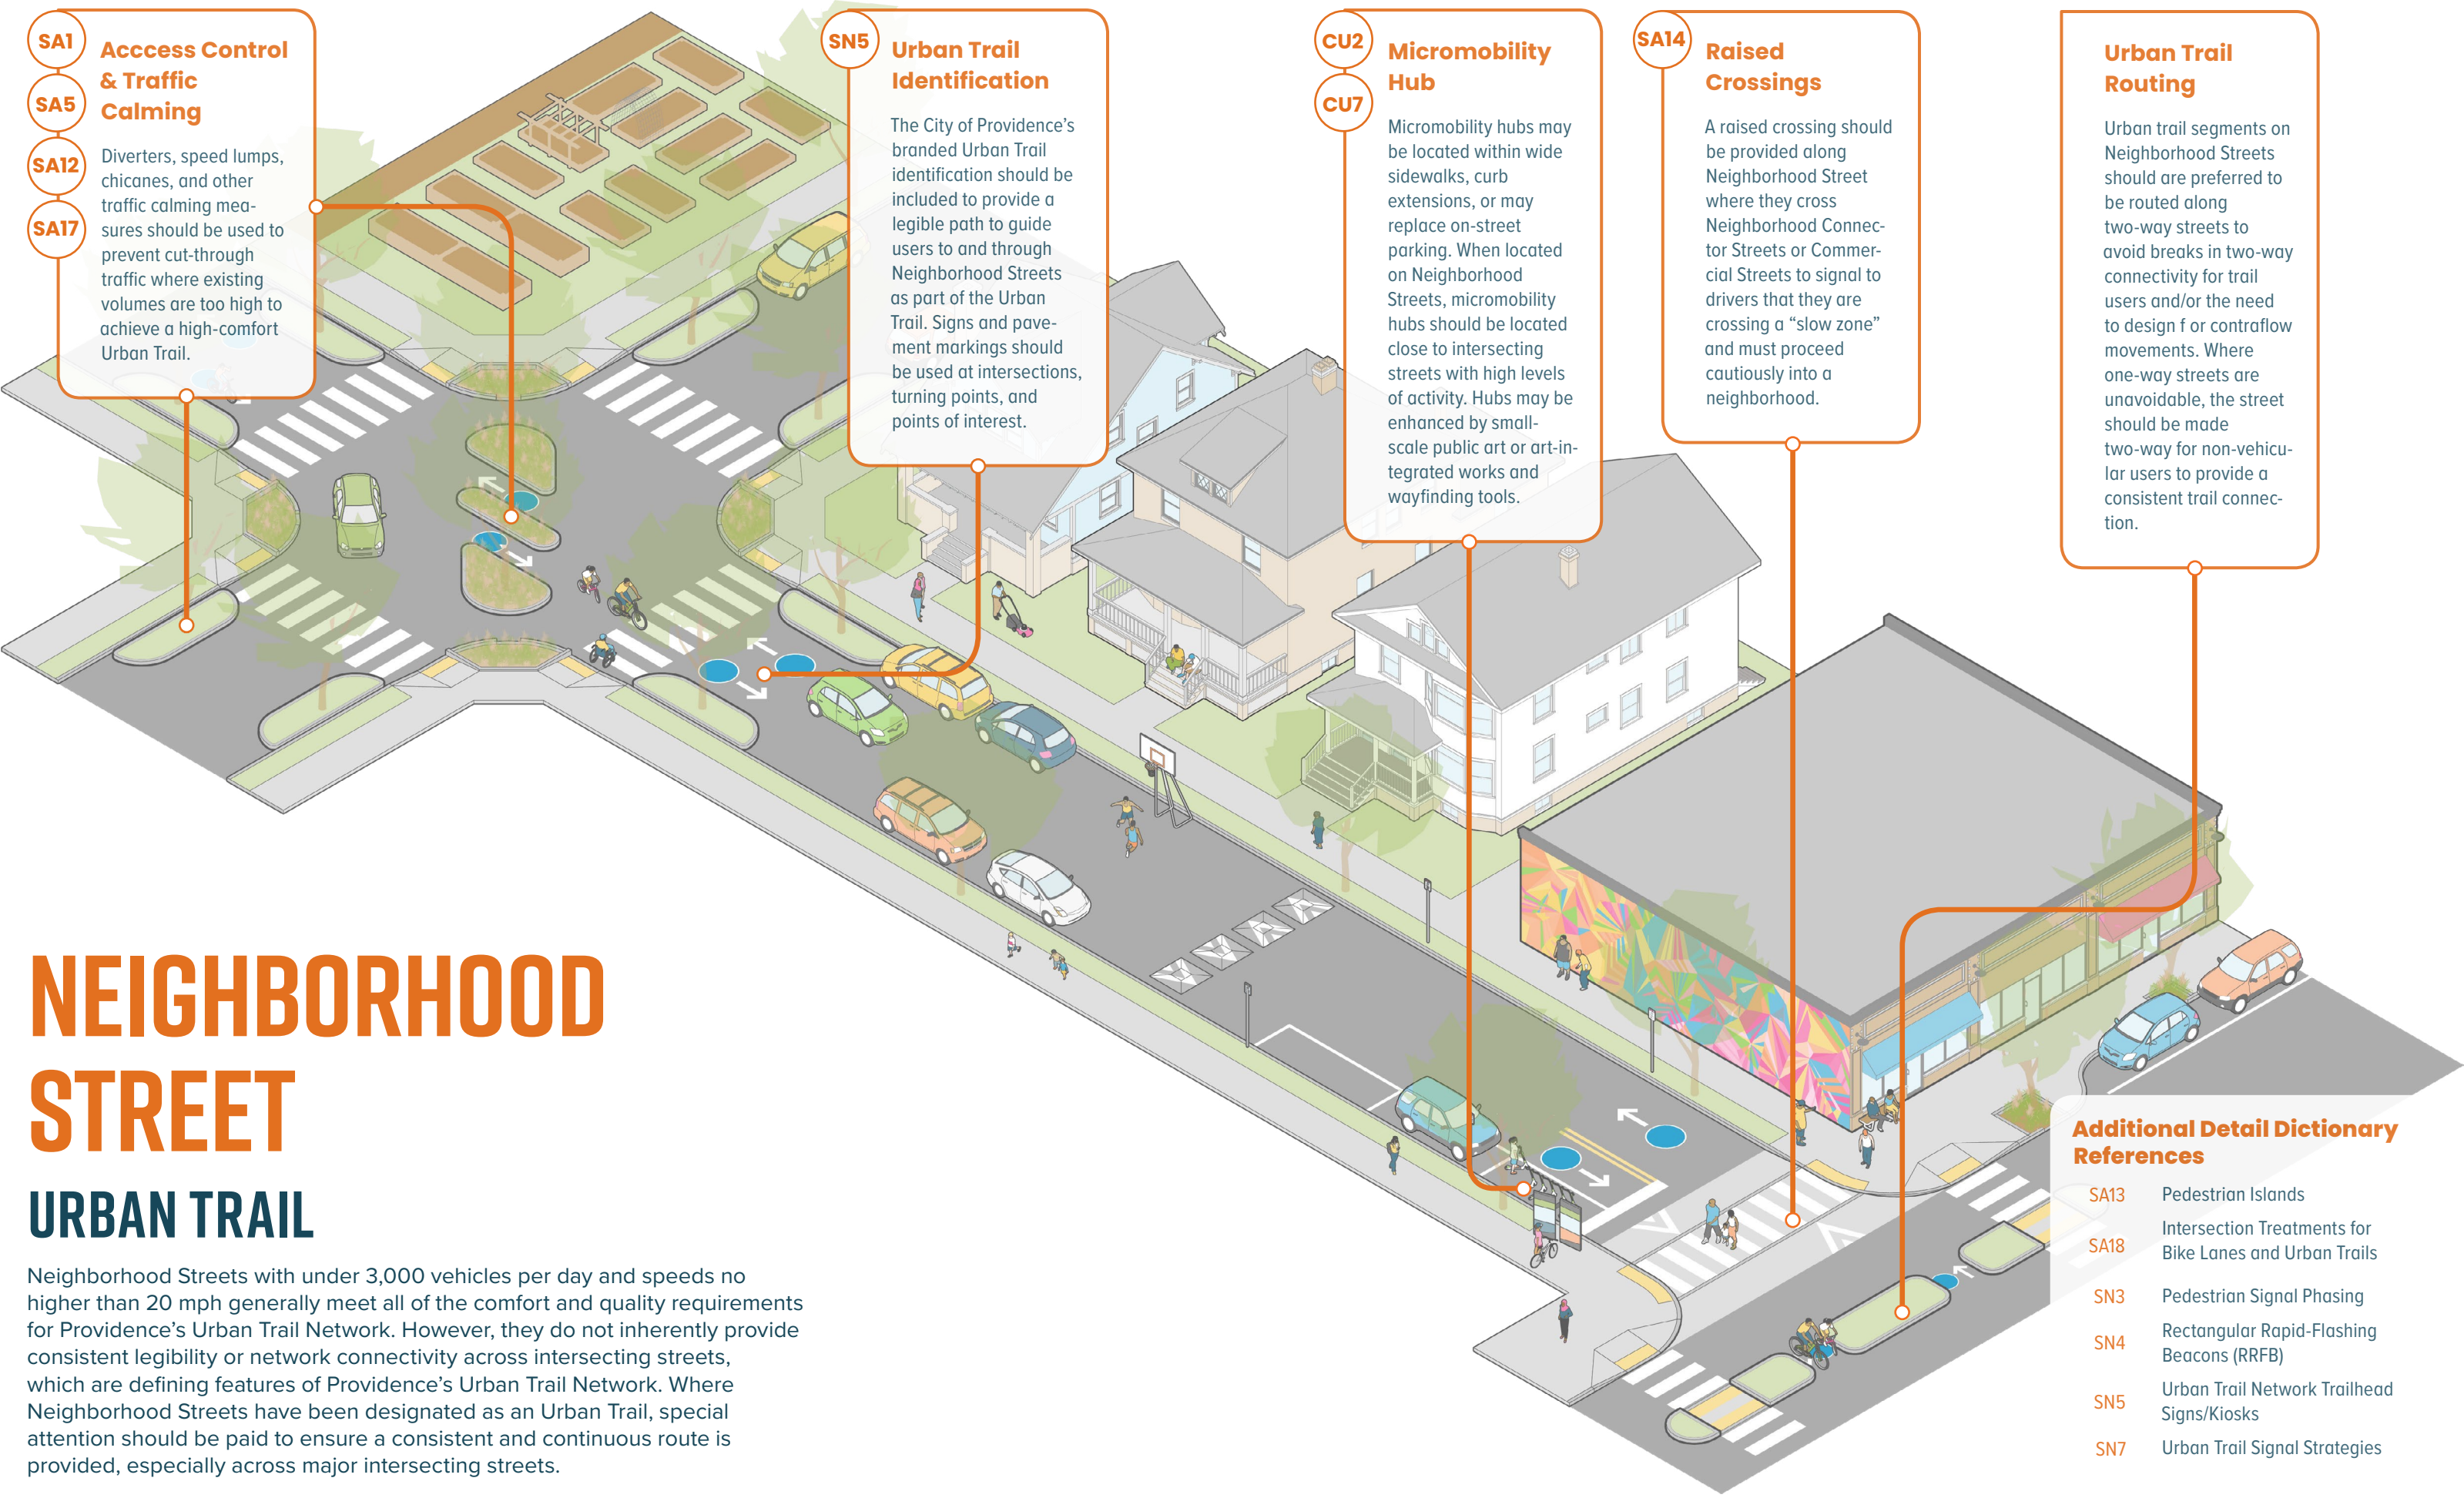 SA1
SA5
SA12
SA17
Acccess Control
& Traffic
Calming
Diverters, speed lumps,
chicanes, and other
traffic calming mea-
sures should be used to
prevent cut-through
traffic where existing
volumes are too high to
achieve a high-comfort
Urban Trail.
SN5
Urban Trail
Identification
The City of Providence's
branded Urban Trail
identification should be
included to provide a
legible path to guide
users to and through
Neighborhood Streets
as part of the Urban
Trail. Signs and pave-
ment markings should
be used at intersections,
turning points, and
points of interest.
CU2
CU7
Micromobility
Hub
Micromobility hubs may
be located within wide
sidewalks, curb
extensions, or may
replace on-street
parking. When located
on Neighborhood
Streets, micromobility
hubs should be located
close to intersecting
streets with high levels
of activity. Hubs may be
enhanced by small-
scale public art or art-in-
tegrated works and
wayfinding tools.
SA14
Raised
Crossings
A raised crossing should
be provided along
Neighborhood Street
where they cross
Neighborhood Connec-
tor Streets or Commer-
cial Streets to signal to
drivers that they are
crossing a “slow zone”
and must proceed
cautiously into a
neighborhood.
Urban Trail
Routing
Urban trail segments on
Neighborhood Streets
should are preferred to
be routed along
two-way streets to
avoid breaks in two-way
connectivity for trail
users and/or the need
to design f or contraflow
movements. Where
one-way streets are
unavoidable, the street
should be made
two-way for non-vehicu-
lar users to provide a
consistent trail connec-
tion.
NEIGHBORHOOD
STREET
URBAN TRAIL
Neighborhood Streets with under 3,000 vehicles per day and speeds no
higher than 20 mph generally meet all of the comfort and quality requirements
for Providence's Urban Trail Network. However, they do not inherently provide
consistent legibility or network connectivity across intersecting streets,
which are defining features of Providence's Urban Trail Network. Where
Neighborhood Streets have been designated as an Urban Trail, special
attention should be paid to ensure a consistent and continuous route is
provided, especially across major intersecting streets.
Additional Detail Dictionary
References
SA13 Pedestrian Islands
SA18 Intersection Treatments for
Bike Lanes and Urban Trails
SN3 Pedestrian Signal Phasing
SN4 Rectangular Rapid-Flashing
Beacons (RRFB)
SN5 Urban Trail Network Trailhead
Signs/Kiosks
SN7 Urban Trail Signal Strategies